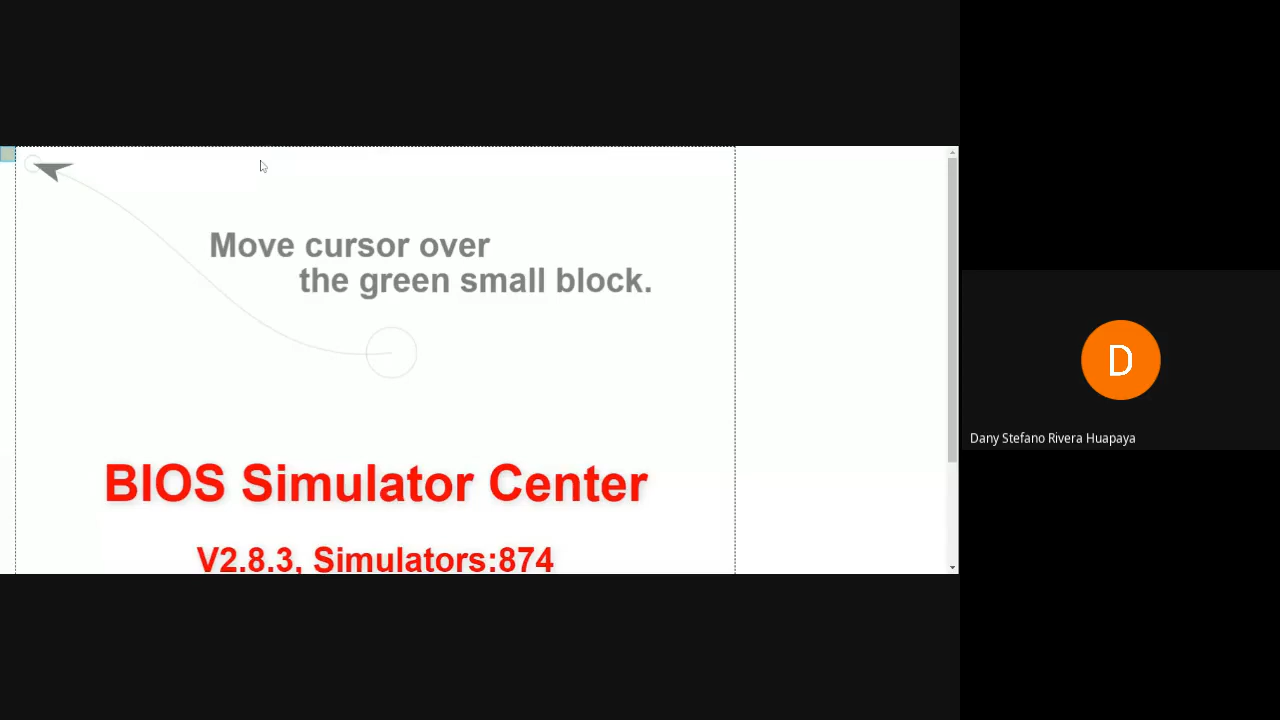 Move cursor over
the green small block.
BIOS Simulator Center
V2.8.3, Simulators:874
D
Dany Stefano Rivera Huapaya